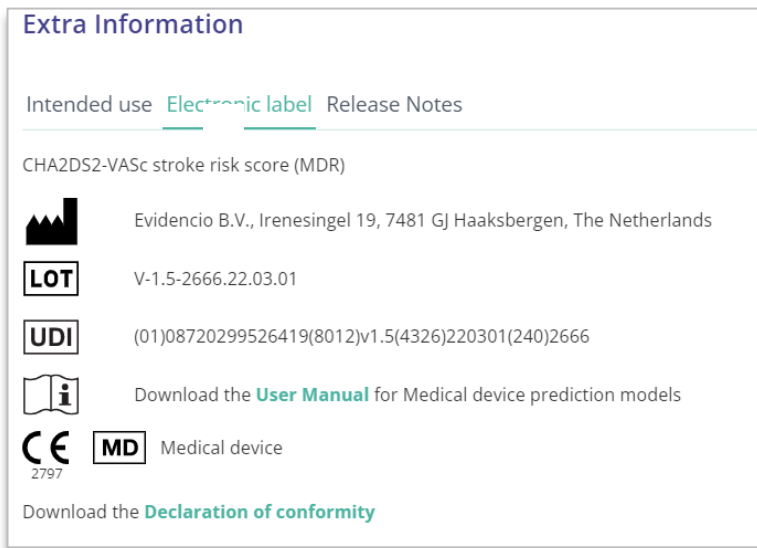 Extra Information
Intended use Electronic label Release Notes
CHA2DS2-VASc stroke risk score (MDR)
Evidencio B.V., Irenesingel 19, 7481 GJ Haaksbergen, The Netherlands
LOT V-1.5-2666.22.03.01
UDI (01)08720299526419(8012)v1.5(4326)220301(240)2666
i Download the User Manual for Medical device prediction models
CE MD Medical device
2797
Download the Declaration of conformity